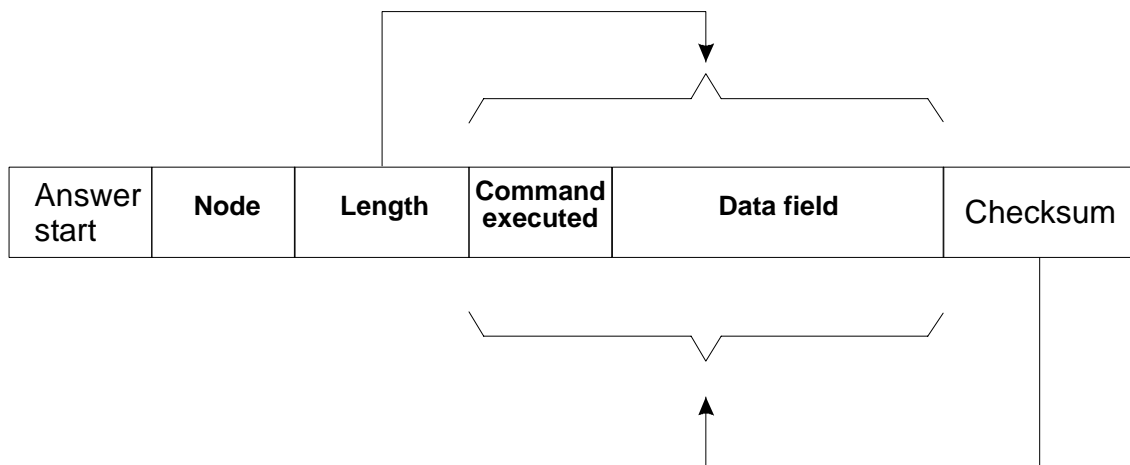 Answer
start
Node
Length
Command
executed
Data field
Checksum